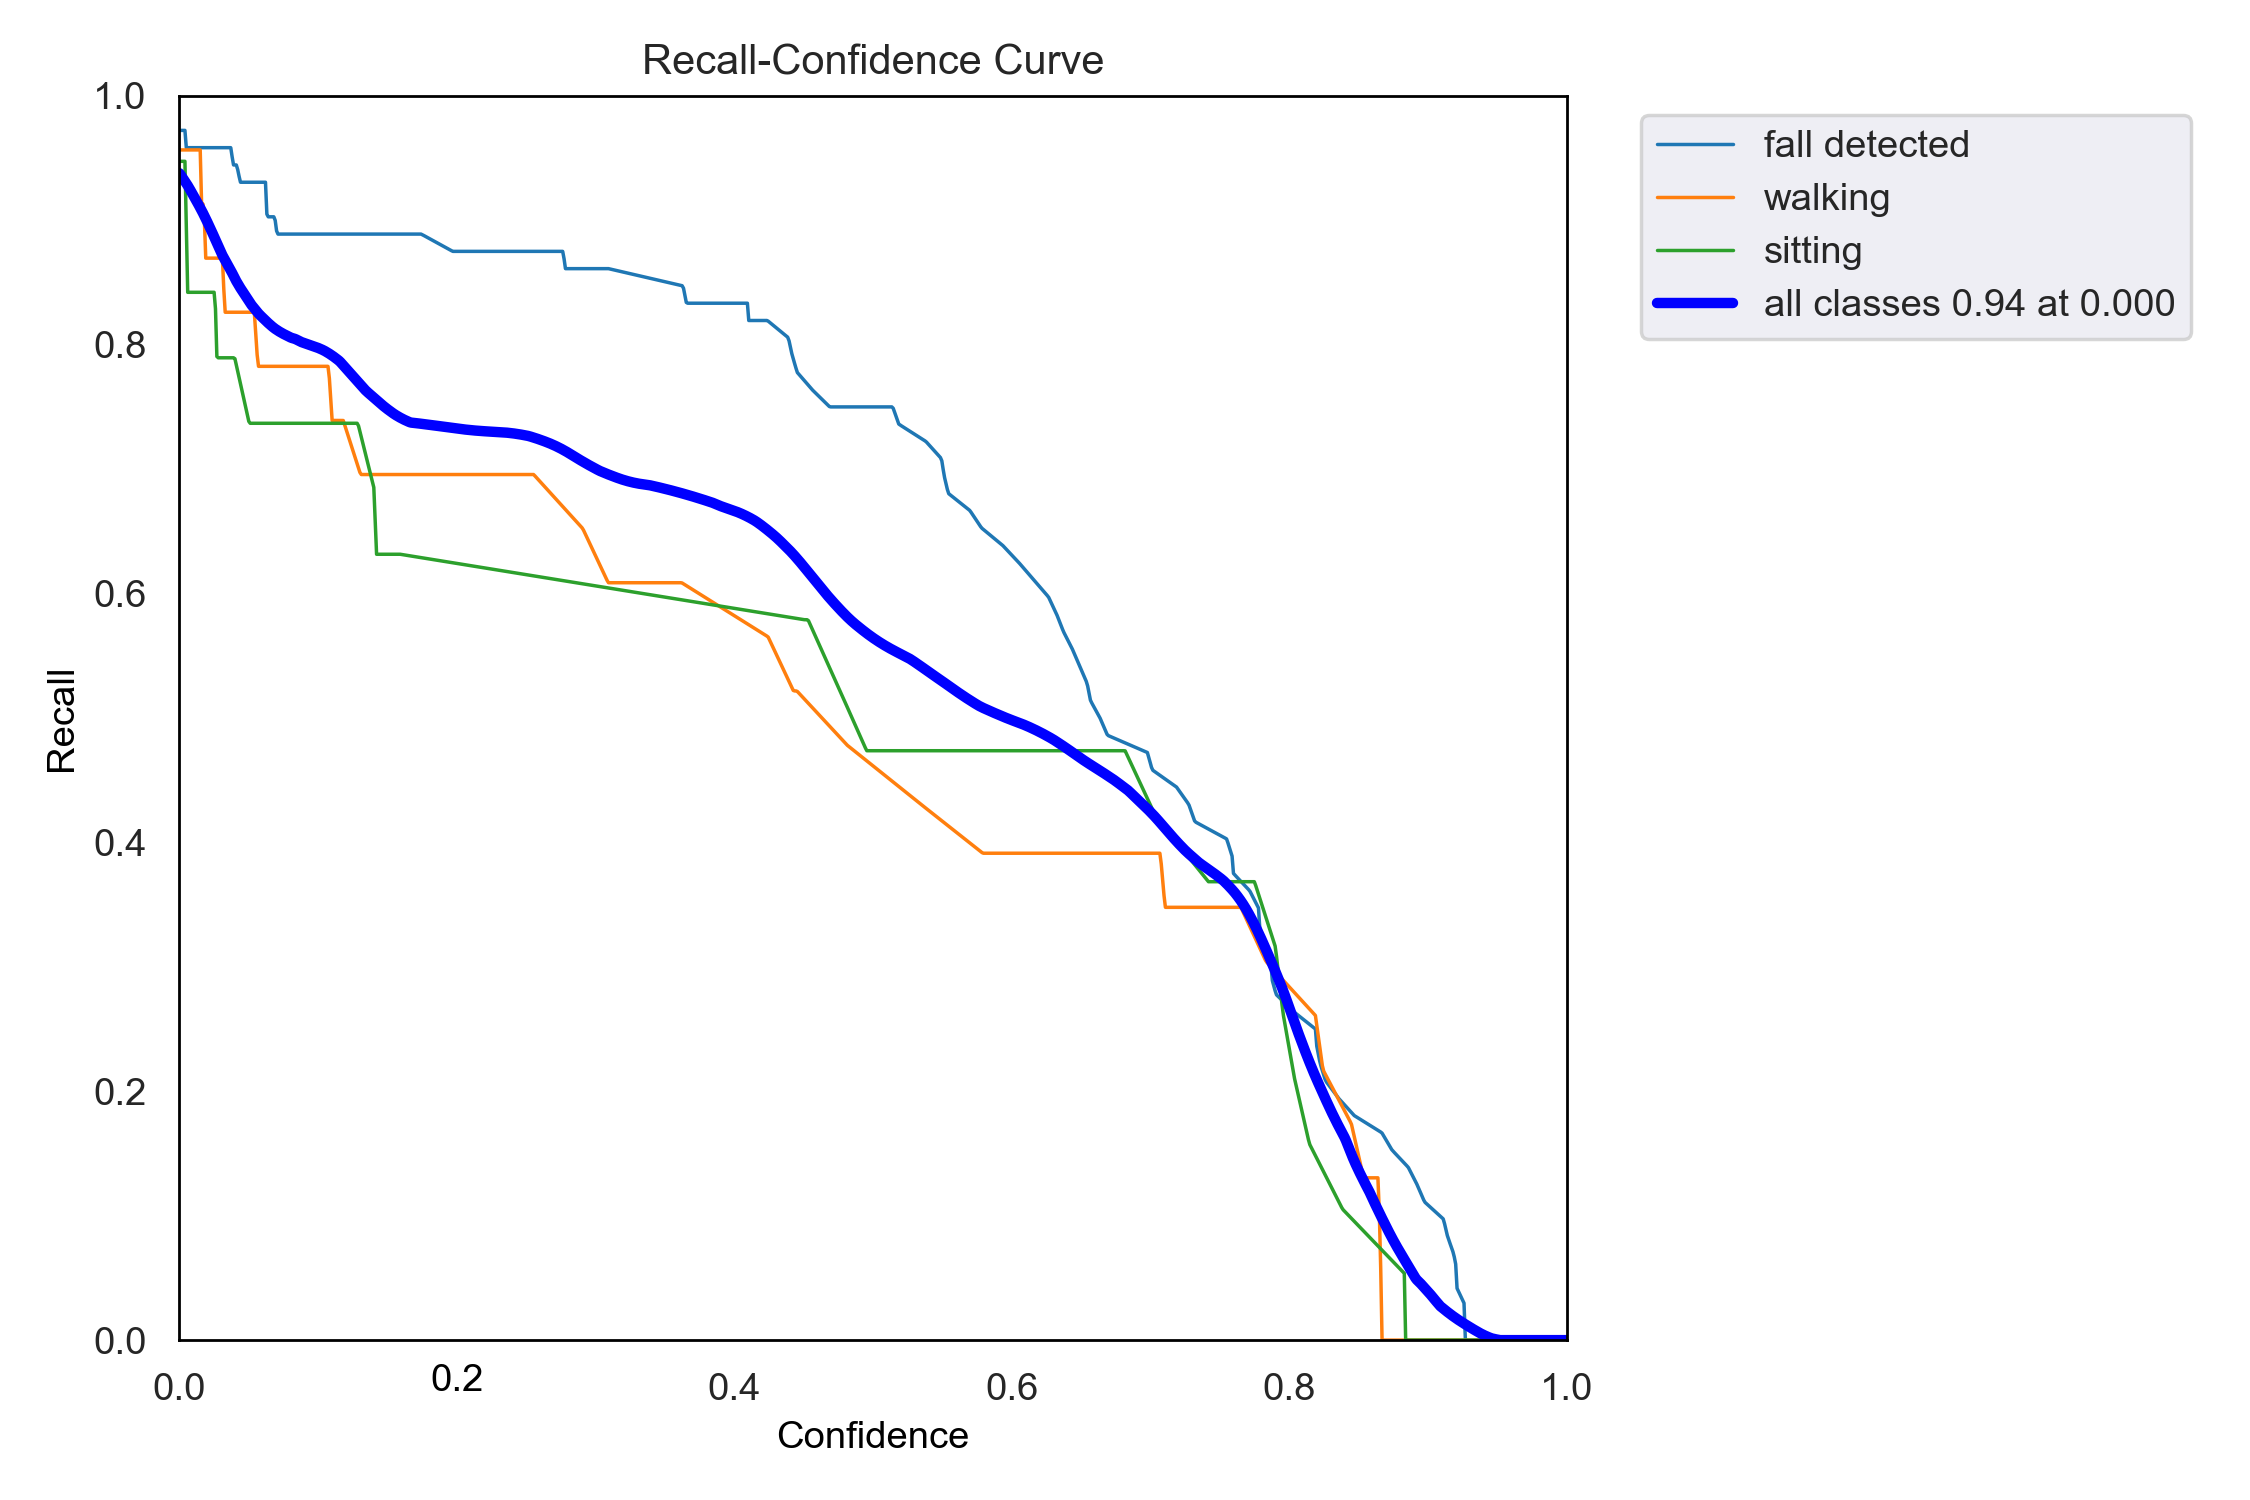 Recall-Confidence Curve
1.0
0.8
0.6
0.4
0.2
0.0
Recall
0.0 0.2 0.4 0.6 0.8 1.0
Confidence
fall detected
walking
sitting
all classes 0.94 at 0.000